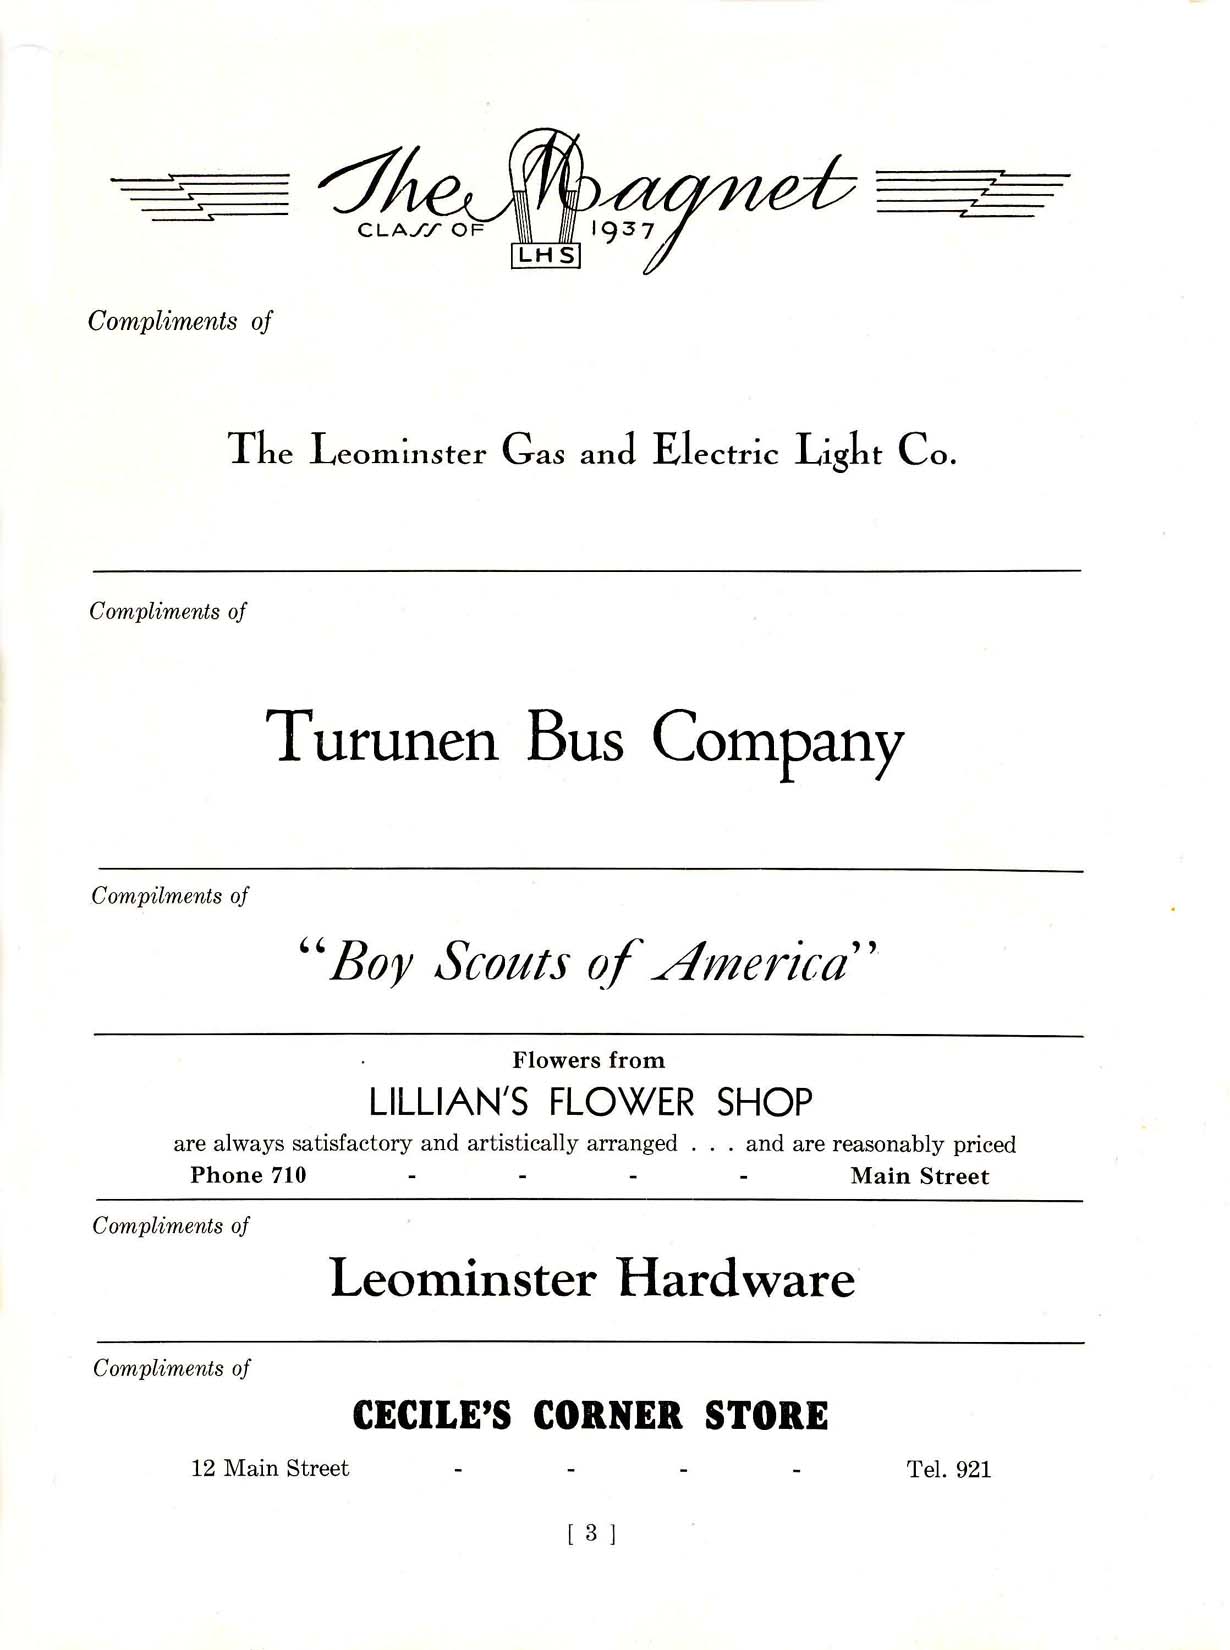 The Magnet
CLASS OF 1937
LHS
Compliments of
The Leominster Gas and Electric Light Co.
Compliments of
Turunen Bus Company
Compilments of
"Boy Scouts of America"
Flowers from
LILLIAN'S FLOWER SHOP
are always satisfactory and artistically arranged . . . and are reasonably priced
Phone 710 - - - - Main Street
Compliments of
Leominster Hardware
Compliments of
CECILE'S CORNER STORE
12 Main Street - - - - Tel. 921
[ 3 ]